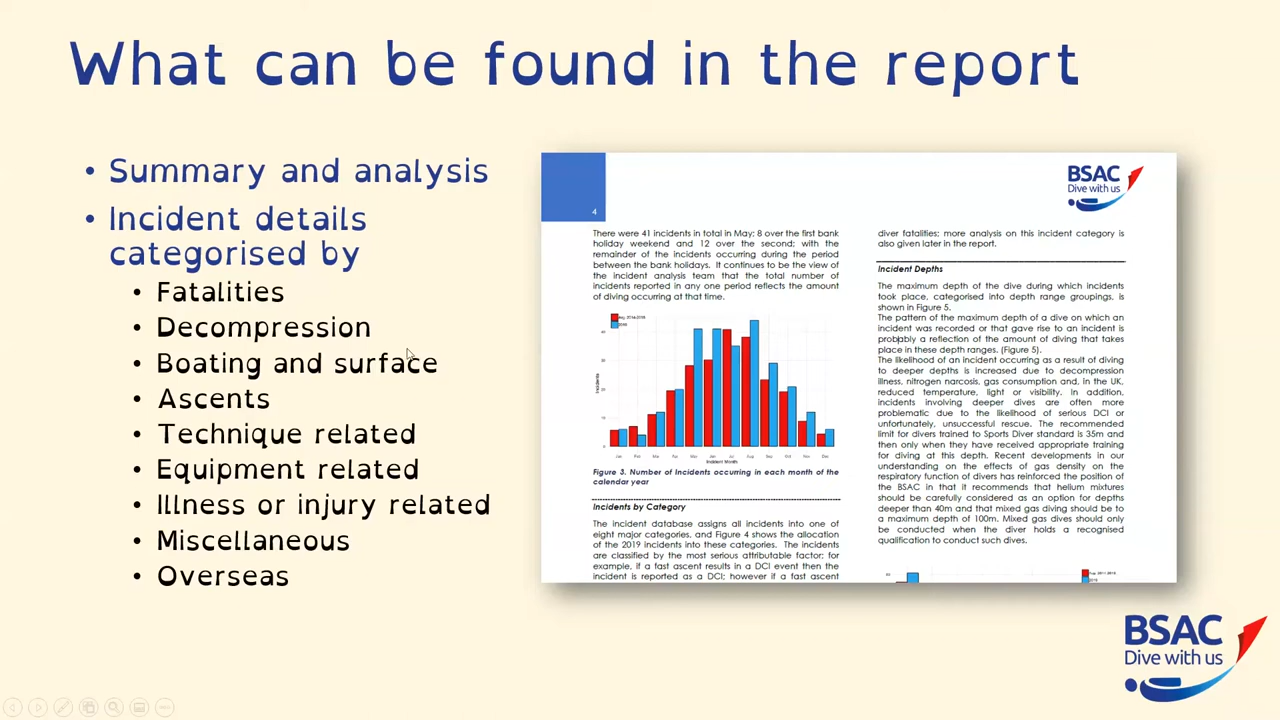 What can be found in the report
• Summary and analysis
• Incident details
categorised by
• Fatalities
• Decompression
• Boating and surface
• Ascents
• Technique related
• Equipment related
• Illness or injury related
• Miscellaneous
• Overseas
4
There were 41 incidents in total in May; 8 over the first bank
holiday weekend and 12 over the second; with the
remainder of the incidents occurring during the period
between the bank holidays. It continues to be the view of
the incident analysis team that the total number of
incidents reported in any one period reflects the amount
of diving occurring at that time.
Incidents
Jan Feb Mar Apr May Jun Jul Aug Sep Oct Nov Dec
Incident Month
Figure 3. Number of Incidents occurring in each month of the
calendar year
Incidents by Category
The incident database assigns all incidents into one of
eight major categories, and Figure 4 shows the allocation
of the 2019 incidents into these categories. The incidents
are classified by the most serious attributable factor; for
example, if a fast ascent results in a DCI event then the
incident is reported as a DCI; however if a fast ascent
BSAC
Dive with us
diver fatalities; more analysis on this incident category is
also given later in the report.
Incident Depths
The maximum depth of the dive during which incidents
took place, categorised into depth range groupings, is
shown in Figure 5.
The pattern of the maximum depth of a dive on which an
incident was recorded or that gave rise to an incident is
probably a reflection of the amount of diving that takes
place in these depth ranges. (Figure 5).
The likelihood of an incident occurring as a result of diving
to deeper depths is increased due to decompression
illness, nitrogen narcosis, gas consumption and, in the UK,
reduced temperature, light or visibility. In addition,
incidents involving deeper dives are often more
problematic due to the likelihood of serious DCI or
unfortunately, unsuccessful rescue. The recommended
limit for divers trained to Sports Diver standard is 35m and
then only when they have received appropriate training
for diving at this depth. Recent developments in our
understanding on the effects of gas density on the
respiratory function of divers has reinforced the position of
the BSAC in that it recommends that helium mixtures
should be carefully considered as an option for depths
deeper than 40m and that mixed gas diving should be to
a maximum depth of 100m. Mixed gas dives should only
be conducted when the diver holds a recognised
qualification to conduct such dives.
BSAC
Dive with us